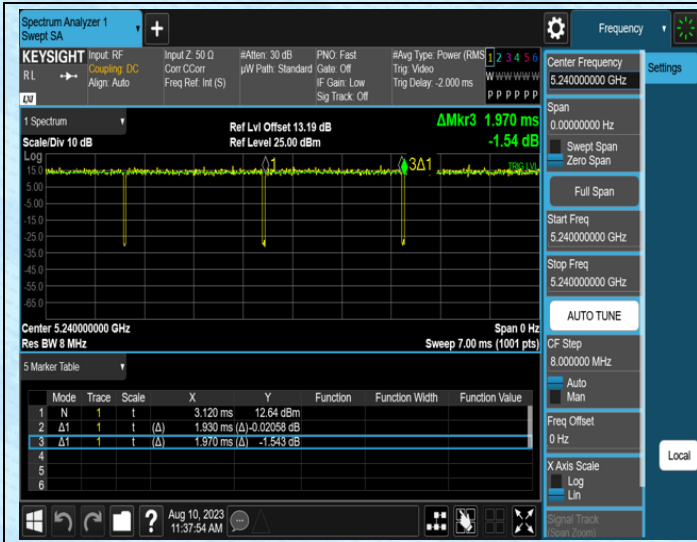 Spectrum Analyzer 1
Swept SA
Frequency
KEYSIGHT
RL
LXI
Input: RF
Coupling: DC
Align: Auto
Input Z: 50 Ω
Corr CCorr
Freq Ref: Int (S)
#Atten: 30 dB
µW Path: Standard
PNO: Fast
Gate: Off
IF Gain: Low
Sig Track: Off
#Avg Type: Power (RMS
Trig: Video
Trig Delay: -2.000 ms
1 2 3 4 5 6
W W W W W W
P P P P P P
1 Spectrum
Scale/Div 10 dB
Ref Lvl Offset 13.19 dB
Ref Level 25.00 dBm
ΔMkr3 1.970 ms
-1.54 dB
Log
15.0
5.00
-5.00
-15.0
-25.0
-35.0
-45.0
-55.0
-65.0
1
3Δ1
TRIG LVL
Center 5.240000000 GHz
Res BW 8 MHz
Span 0 Hz
Sweep 7.00 ms (1001 pts)
5 Marker Table
Mode Trace Scale X Y Function Function Width Function Value
1 N 1 t 3.120 ms 12.64 dBm
2 Δ1 1 t (Δ) 1.930 ms (Δ) -0.02058 dB
3 Δ1 1 t (Δ) 1.970 ms (Δ) -1.543 dB
4
5
6
?
Aug 10, 2023
11:37:54 AM
Center Frequency
5.240000000 GHz
Span
0.00000000 Hz
Swept Span
Zero Span
Full Span
Start Freq
5.240000000 GHz
Stop Freq
5.240000000 GHz
AUTO TUNE
CF Step
8.000000 MHz
Auto
Man
Freq Offset
0 Hz
X Axis Scale
Log
Lin
Signal Track
(Span Zoom)
Settings
Local